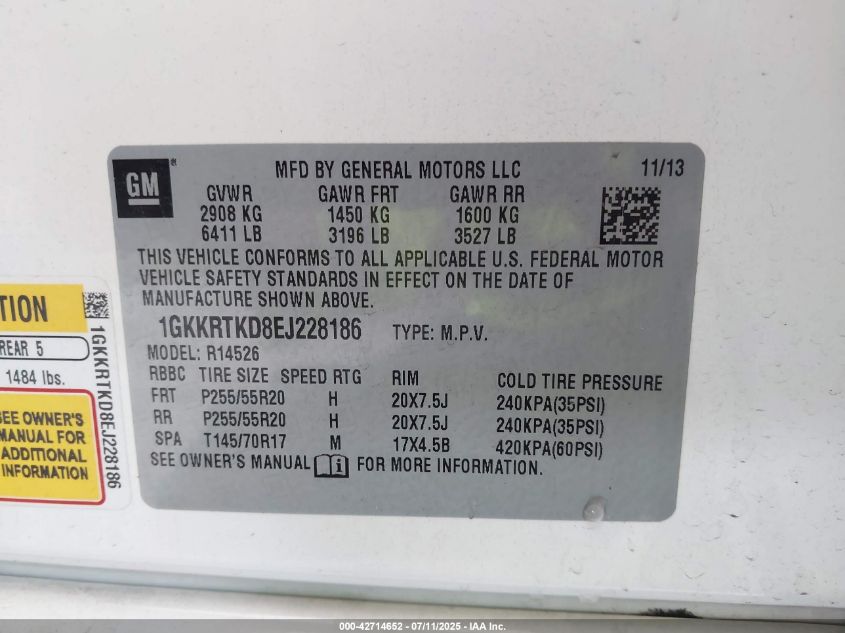 GM
MFD BY GENERAL MOTORS LLC 11/13
GVWR GAWR FRT GAWR RR
2908 KG 1450 KG 1600 KG
6411 LB 3196 LB 3527 LB
THIS VEHICLE CONFORMS TO ALL APPLICABLE U.S. FEDERAL MOTOR
VEHICLE SAFETY STANDARDS IN EFFECT ON THE DATE OF
MANUFACTURE SHOWN ABOVE.
1GKKRTKD8EJ228186 TYPE: M.P.V.
MODEL: R14526
RBBC TIRE SIZE SPEED RTG RIM COLD TIRE PRESSURE
FRT P255/55R20 H 20X7.5J 240KPA(35PSI)
RR P255/55R20 H 20X7.5J 240KPA(35PSI)
SPA T145/70R17 M 17X4.5B 420KPA(60PSI)
SEE OWNER'S MANUAL FOR MORE INFORMATION.
REAR 5
1484 lbs.
SEE OWNER'S
MANUAL FOR
ADDITIONAL
INFORMATION
1GKKRTKD8EJ228186
000-42714652 - 07/11/2025 - IAA Inc.